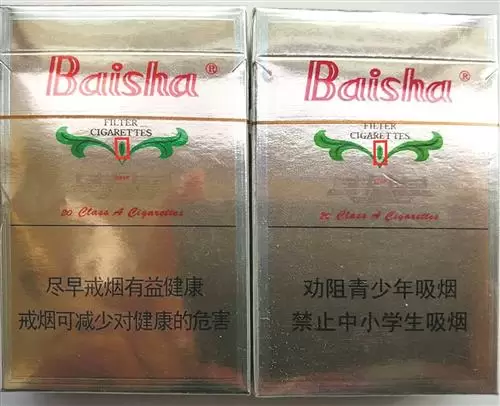 Baisha®
FILTER
CIGARETTES
20 Class A Cigarettes
尽早戒烟有益健康
戒烟可减少对健康的危害
Baisha®
FILTER
CIGARETTES
20 Class A Cigarettes
劝阻青少年吸烟
禁止中小学生吸烟